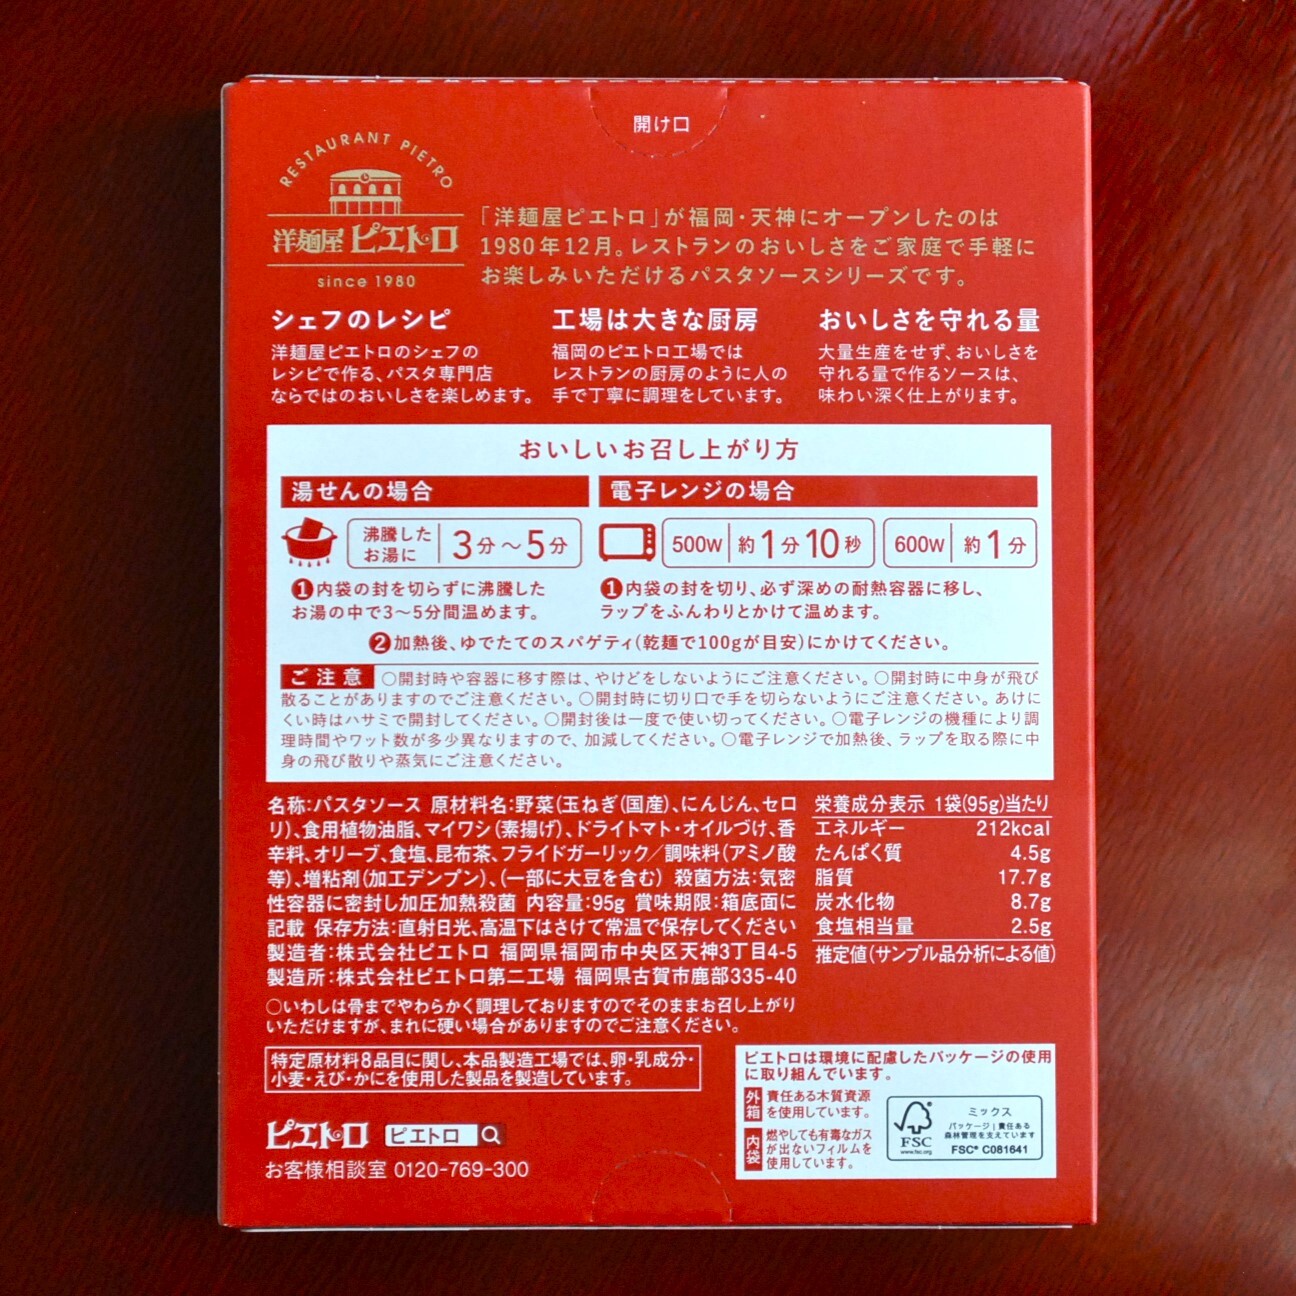 開け口
RESTAURANT PIETRO
洋麺屋 ピエトロ
since 1980
「洋麺屋ピエトロ」が福岡・天神にオープンしたのは
1980年12月。レストランのおいしさをご家庭で手軽に
お楽しみいただけるパスタソースシリーズです。
シェフのレシピ
洋麺屋ピエトロのシェフの
レシピで作る、パスタ専門店
ならではのおいしさを楽しめます。
工場は大きな厨房
福岡のピエトロ工場では
レストランの厨房のように人の
手で丁寧に調理をしています。
おいしさを守れる量
大量生産をせず、おいしさを
守れる量で作るソースは、
味わい深く仕上がります。
おいしいお召し上がり方
湯せんの場合
沸騰した
お湯に
3分〜5分
❶内袋の封を切らずに沸騰した
お湯の中で3〜5分間温めます。
電子レンジの場合
500W 約1分10秒
600W 約1分
❶内袋の封を切り、必ず深めの耐熱容器に移し、
ラップをふんわりとかけて温めます。
❷加熱後、ゆでたてのスパゲティ(乾麺で100gが目安)にかけてください。
ご注意 ○開封時や容器に移す際は、やけどをしないようにご注意ください。○開封時に中身が飛び
散ることがありますのでご注意ください。○開封時に切り口で手を切らないようにご注意ください。あけに
くい時はハサミで開封してください。○開封後は一度で使い切ってください。○電子レンジの機種により調
理時間やワット数が多少異なりますので、加減してください。○電子レンジで加熱後、ラップを取る際に中
身の飛び散りや蒸気にご注意ください。
名称:パスタソース 原材料名:野菜(玉ねぎ(国産)、にんじん、セロ
リ)、食用植物油脂、マイワシ(素揚げ)、ドライトマト・オイルづけ、香
辛料、オリーブ、食塩、昆布茶、フライドガーリック／調味料(アミノ酸
等)、増粘剤(加工デンプン)、(一部に大豆を含む) 殺菌方法:気密
性容器に密封し加圧加熱殺菌 内容量:95g 賞味期限:箱底面に
記載 保存方法:直射日光、高温下はさけて常温で保存してください
製造者:株式会社ピエトロ 福岡県福岡市中央区天神3丁目4-5
製造所:株式会社ピエトロ第二工場 福岡県古賀市鹿部335-40
○いわしは骨までやわらかく調理しておりますのでそのままお召し上がり
いただけますが、まれに硬い場合がありますのでご注意ください。
栄養成分表示 1袋(95g)当たり
エネルギー 212kcal
たんぱく質 4.5g
脂質 17.7g
炭水化物 8.7g
食塩相当量 2.5g
推定値(サンプル品分析による値)
特定原材料8品目に関し、本品製造工場では、卵・乳成分・
小麦・えび・かにを使用した製品を製造しています。
ピエトロ ピエトロ
お客様相談室 0120-769-300
ピエトロは環境に配慮したパッケージの使用
に取り組んでいます。
外箱 責任ある木質資源
を使用しています。
内袋 燃やしても有毒なガス
が出ないフィルムを
使用しています。
FSC
www.fsc.org
ミックス
パッケージ｜責任ある
森林管理を支えています
FSC® C081641